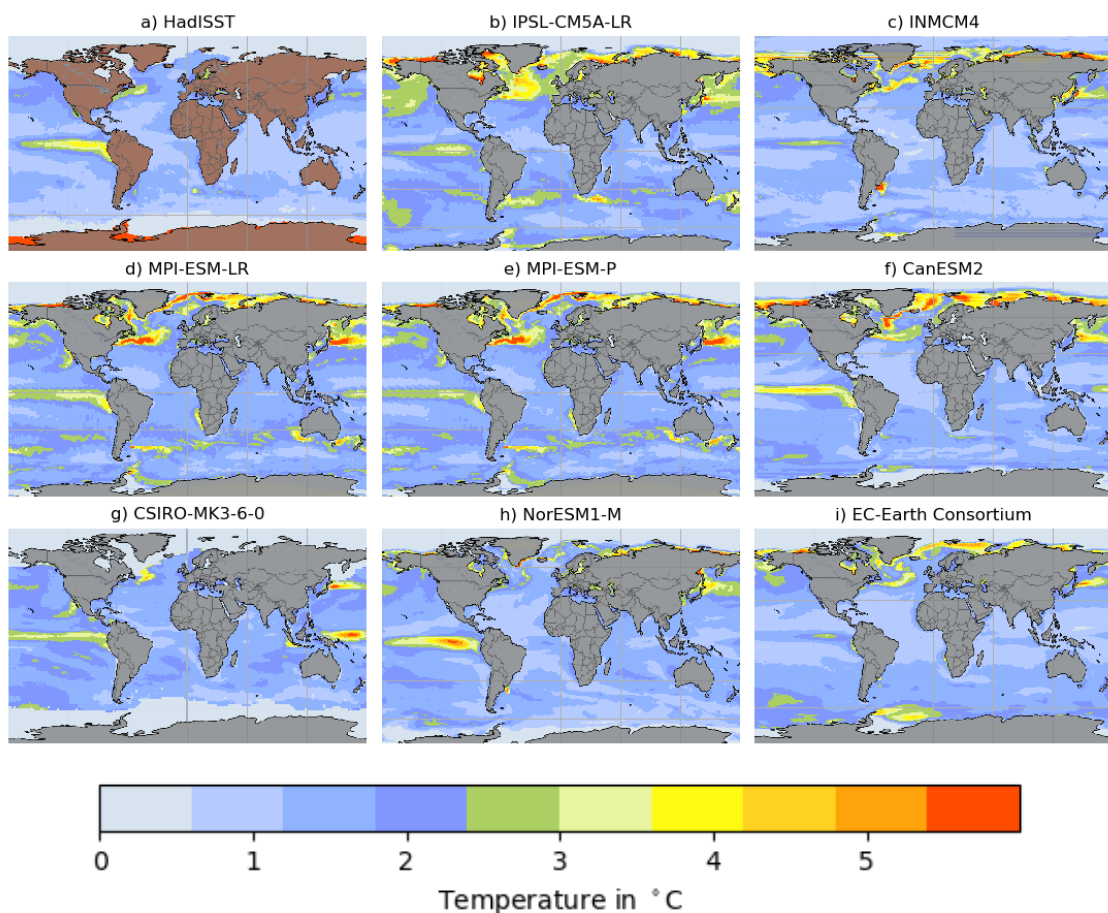 a) HadISST
b) IPSL-CM5A-LR
c) INMCM4
d) MPI-ESM-LR
e) MPI-ESM-P
f) CanESM2
g) CSIRO-MK3-6-0
h) NorESM1-M
i) EC-Earth Consortium
0 1 2 3 4 5
Temperature in °C